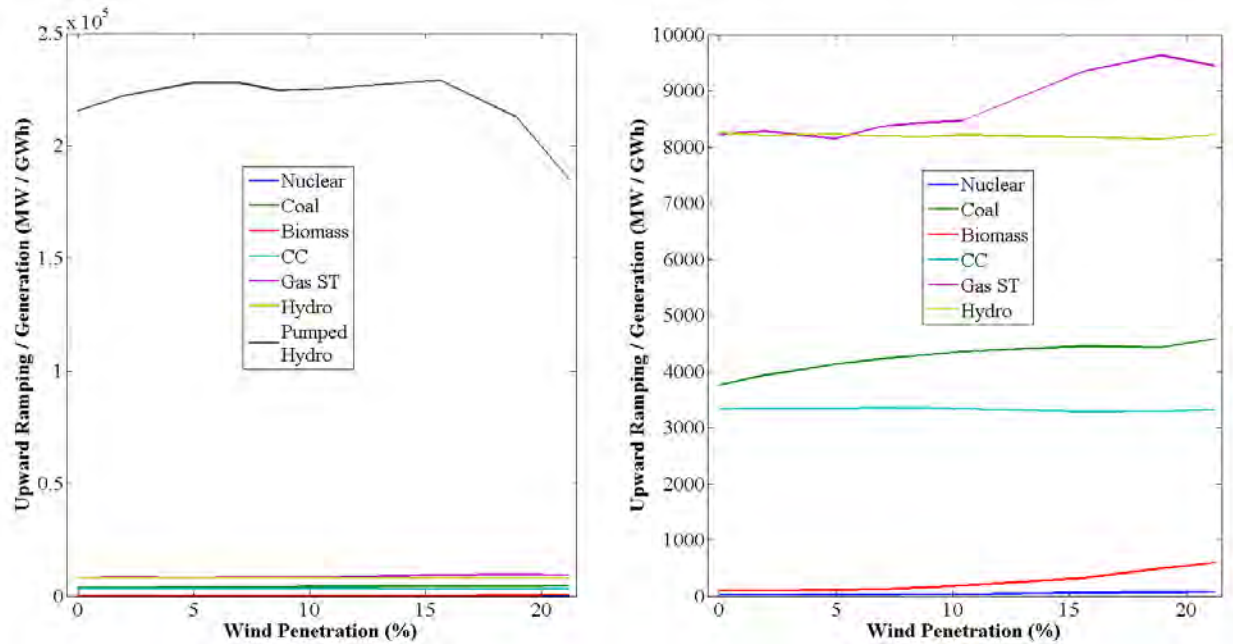 2.5 x 10^5
2
1.5
1
0.5
0
0 5 10 15 20
Wind Penetration (%)
Upward Ramping / Generation (MW / GWh)
Nuclear
Coal
Biomass
CC
Gas ST
Hydro
Pumped
Hydro
10000
9000
8000
7000
6000
5000
4000
3000
2000
1000
0
0 5 10 15 20
Wind Penetration (%)
Upward Ramping / Generation (MW / GWh)
Nuclear
Coal
Biomass
CC
Gas ST
Hydro